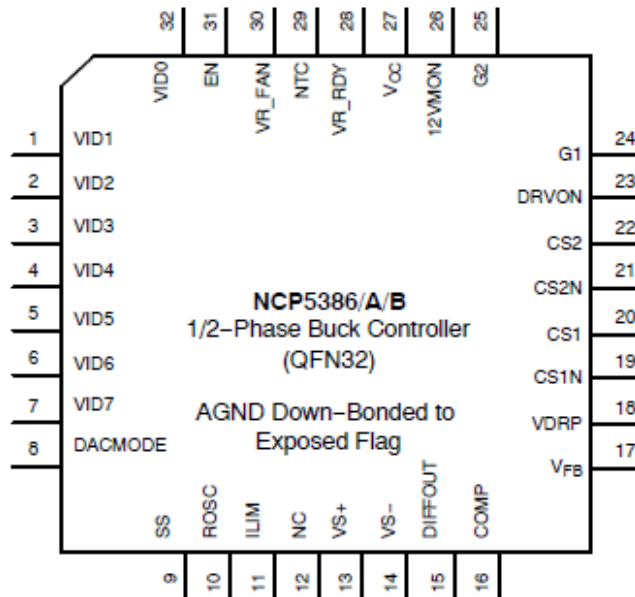 32 31 30 29 28 27 26 25
VID0 EN VR_FAN NTC VR_RDY VCC 12VMON G2
1 VID1
2 VID2
3 VID3
4 VID4
5 VID5
6 VID6
7 VID7
8 DACMODE
G1 24
DRVON 23
CS2 22
CS2N 21
CS1 20
CS1N 19
VDRP 18
VFB 17
NCP5386/A/B
1/2–Phase Buck Controller
(QFN32)
AGND Down–Bonded to
Exposed Flag
SS ROSC ILIM NC VS+ VS– DIFFOUT COMP
9 10 11 12 13 14 15 16